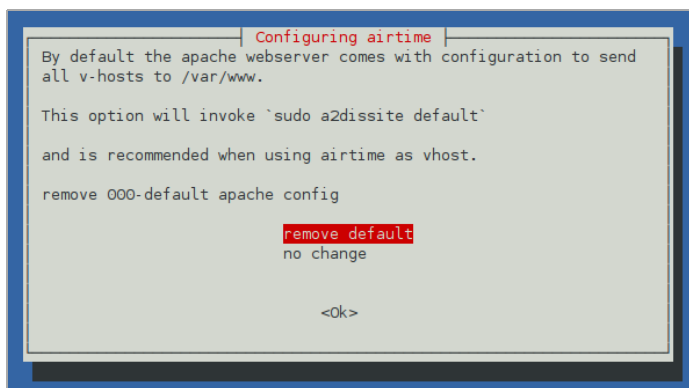 Configuring airtime
By default the apache webserver comes with configuration to send
all v-hosts to /var/www.
This option will invoke `sudo a2dissite default`
and is recommended when using airtime as vhost.
remove 000-default apache config
remove default
no change
<Ok>